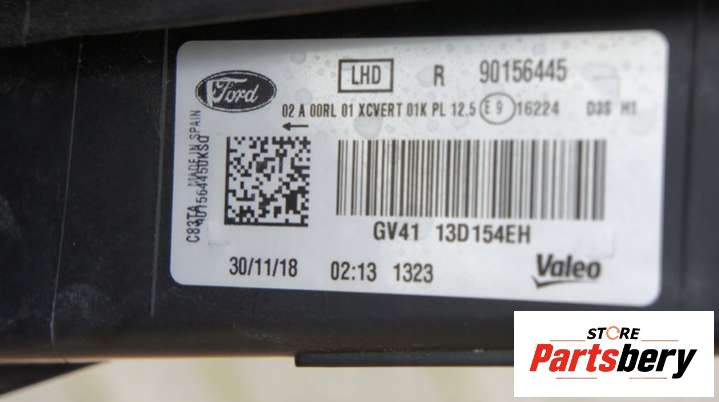 Ford
LHD R 90156445
02 A 00RL 01 XCVERT 01K PL 12.5 E 9 16224 D3S H1
C83TA MADE IN SPAIN
GV41 13D154EH
30/11/18 02:13 1323 Valeo
STORE
Partsbery